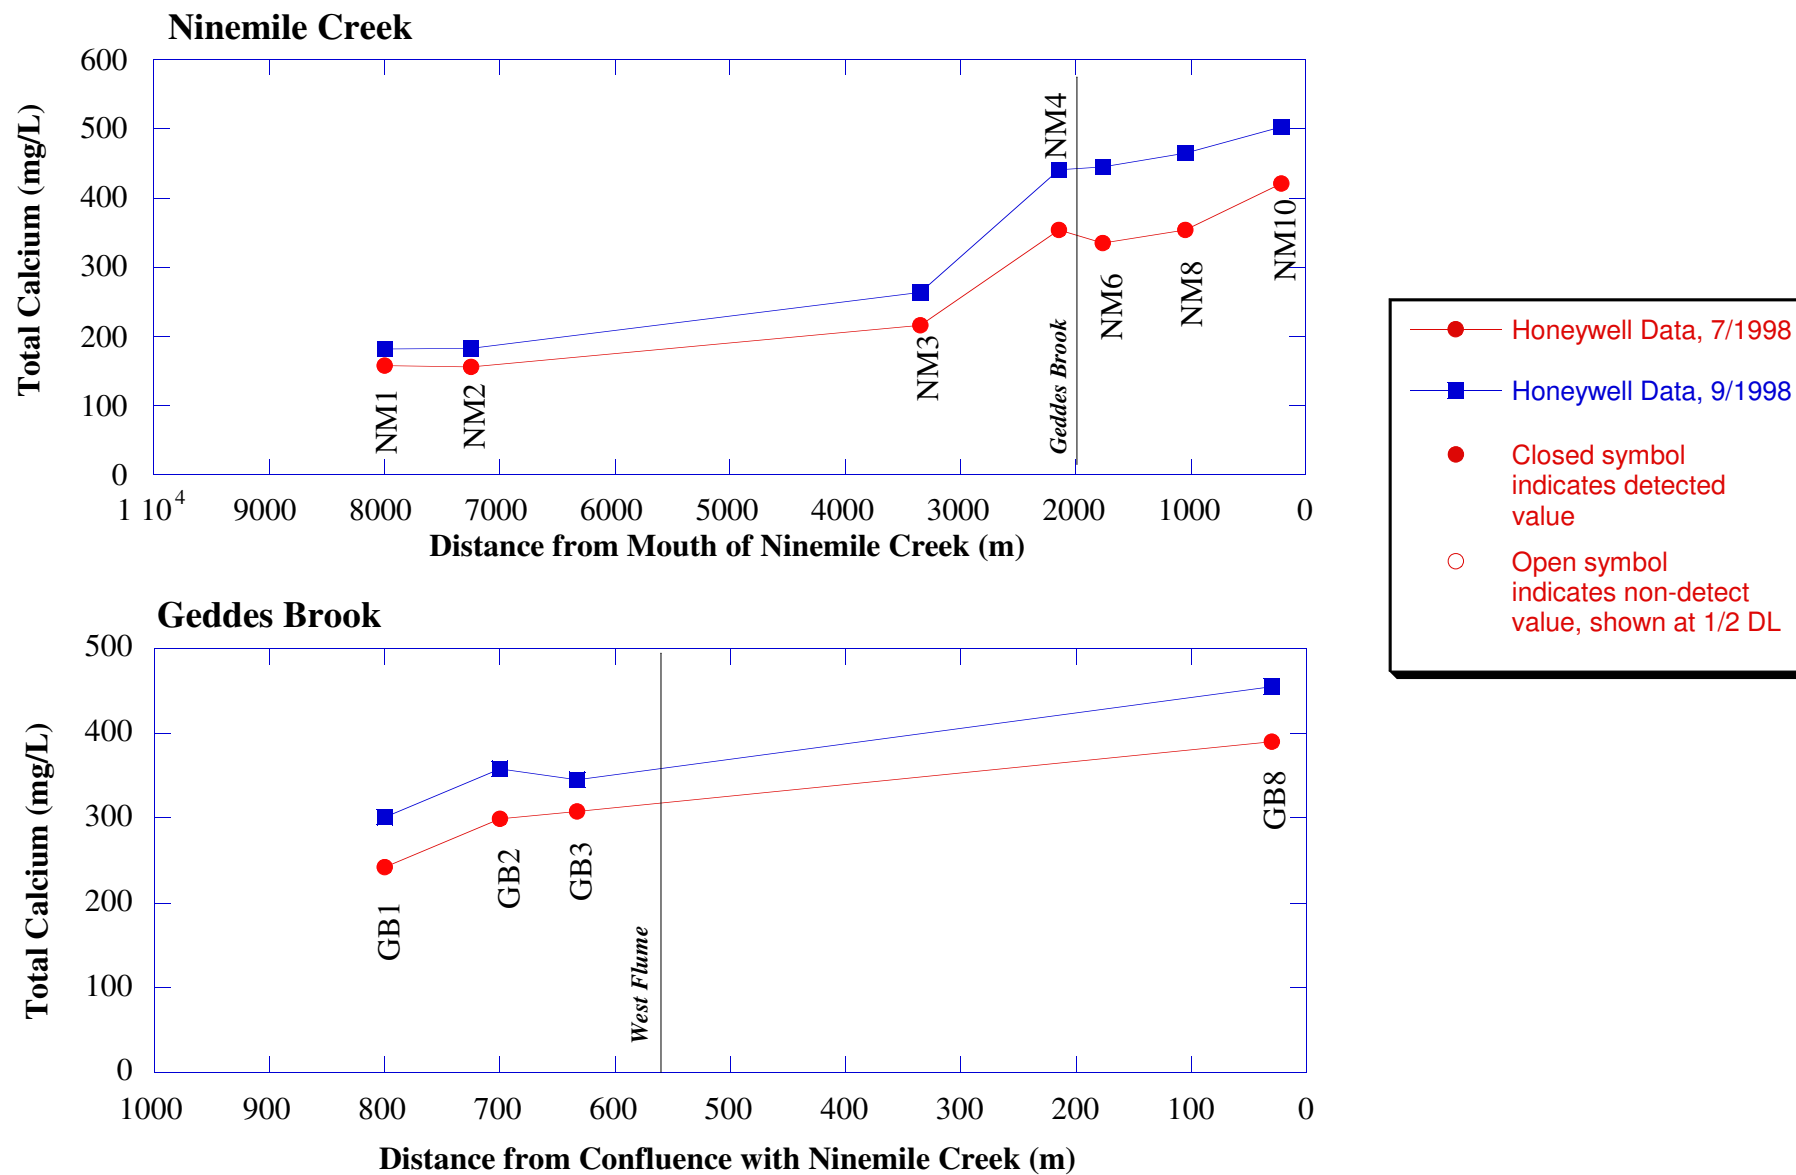 Ninemile Creek
Total Calcium (mg/L)
600
500
400
300
200
100
0
NM1
NM2
NM3
NM4
Geddes Brook
NM6
NM8
NM10
1 10^4 9000 8000 7000 6000 5000 4000 3000 2000 1000 0
Distance from Mouth of Ninemile Creek (m)
Honeywell Data, 7/1998
Honeywell Data, 9/1998
Closed symbol
indicates detected
value
Open symbol
indicates non-detect
value, shown at 1/2 DL
Geddes Brook
Total Calcium (mg/L)
500
400
300
200
100
0
GB1
GB2
GB3
West Flume
GB8
1000 900 800 700 600 500 400 300 200 100 0
Distance from Confluence with Ninemile Creek (m)